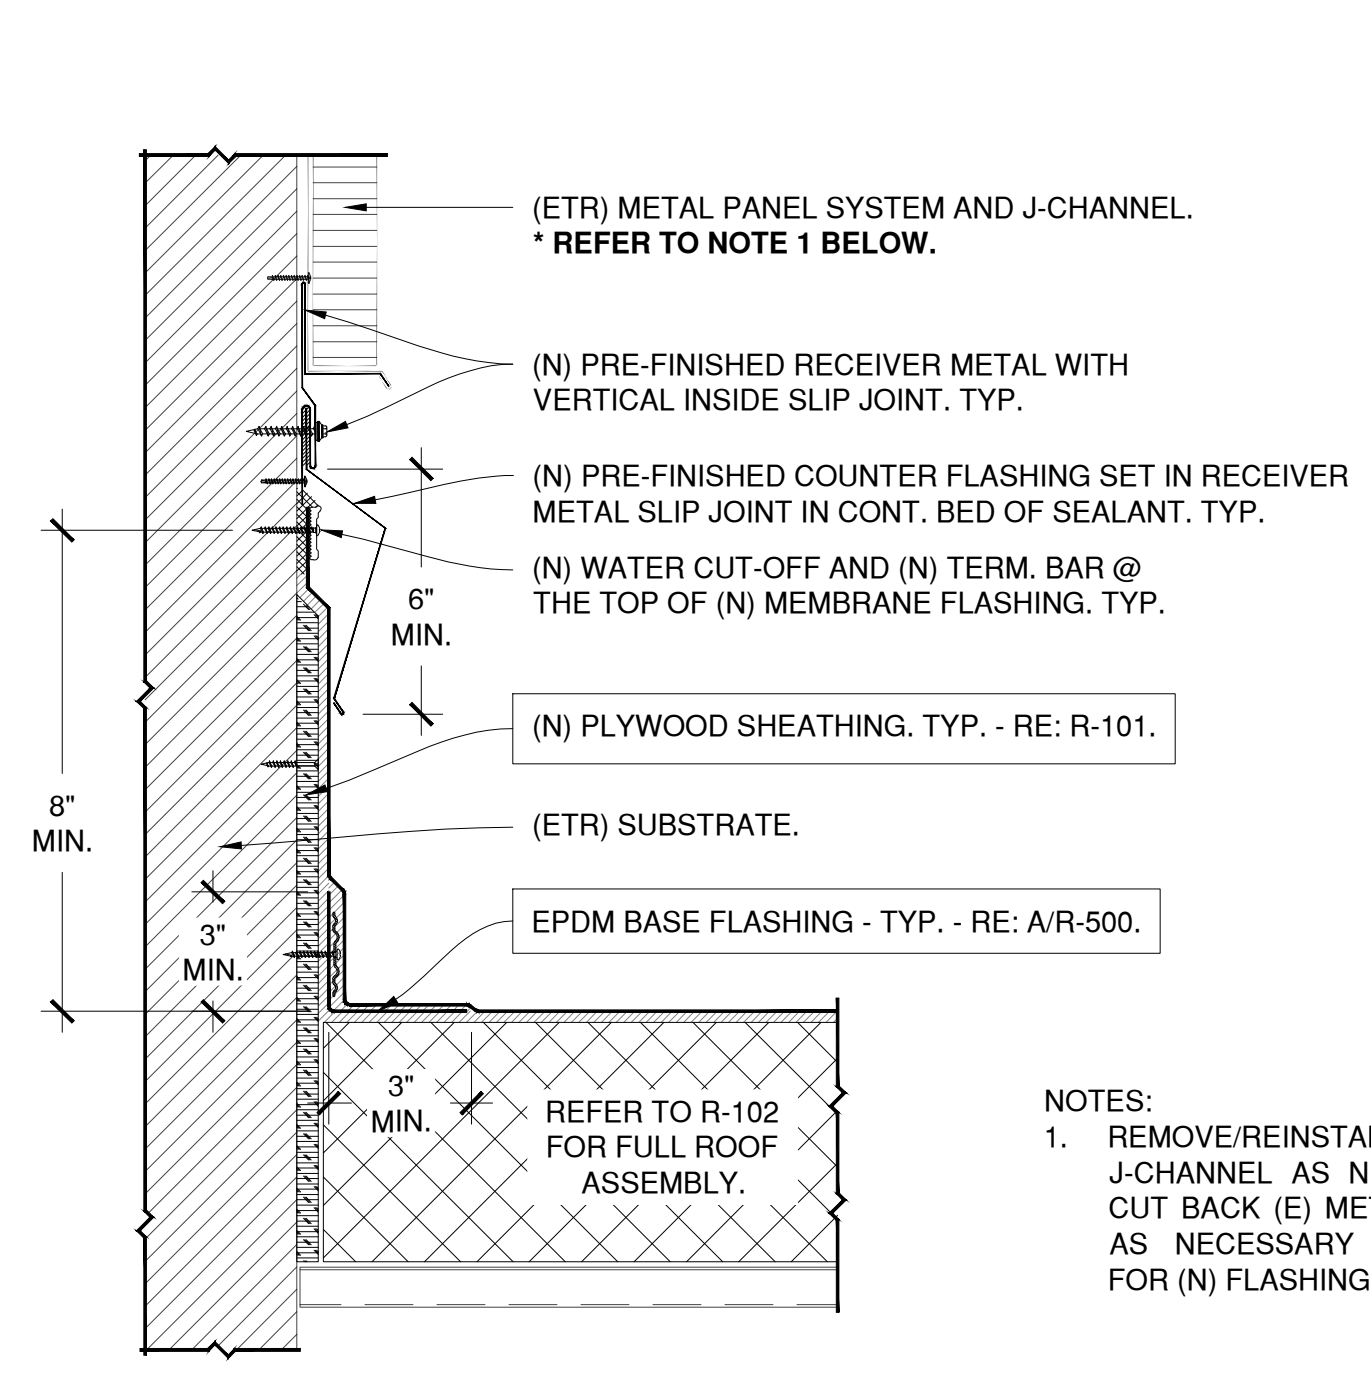 (ETR) METAL PANEL SYSTEM AND J-CHANNEL.
* REFER TO NOTE 1 BELOW.
(N) PRE-FINISHED RECEIVER METAL WITH
VERTICAL INSIDE SLIP JOINT. TYP.
(N) PRE-FINISHED COUNTER FLASHING SET IN RECEIVER
METAL SLIP JOINT IN CONT. BED OF SEALANT. TYP.
(N) WATER CUT-OFF AND (N) TERM. BAR @
THE TOP OF (N) MEMBRANE FLASHING. TYP.
6"
MIN.
(N) PLYWOOD SHEATHING. TYP. - RE: R-101.
8"
MIN.
(ETR) SUBSTRATE.
EPDM BASE FLASHING - TYP. - RE: A/R-500.
3"
MIN.
3"
MIN.
REFER TO R-102
FOR FULL ROOF
ASSEMBLY.
NOTES:
1. REMOVE/REINSTA
J-CHANNEL AS N
CUT BACK (E) ME
AS NECESSARY
FOR (N) FLASHING